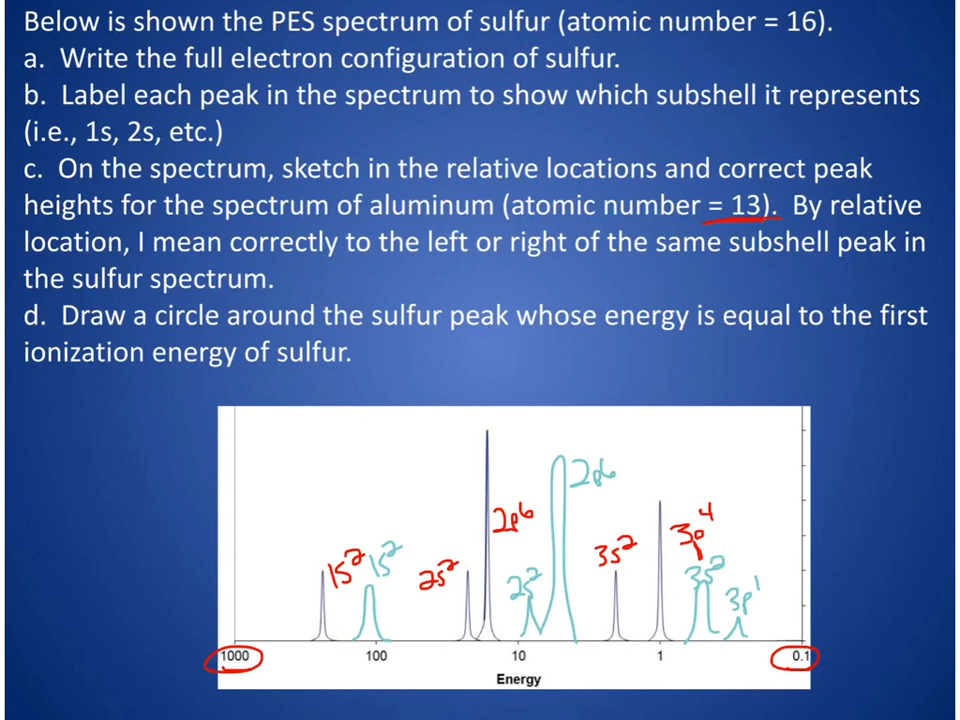 Below is shown the PES spectrum of sulfur (atomic number = 16).
a. Write the full electron configuration of sulfur.
b. Label each peak in the spectrum to show which subshell it represents
(i.e., 1s, 2s, etc.)
c. On the spectrum, sketch in the relative locations and correct peak
heights for the spectrum of aluminum (atomic number = 13). By relative
location, I mean correctly to the left or right of the same subshell peak in
the sulfur spectrum.
d. Draw a circle around the sulfur peak whose energy is equal to the first
ionization energy of sulfur.
2p6
2p6
3p4
1s2 1s2
2s2
2s2
3s2
3s2
3p1
1000 100 10 1 0.1
Energy